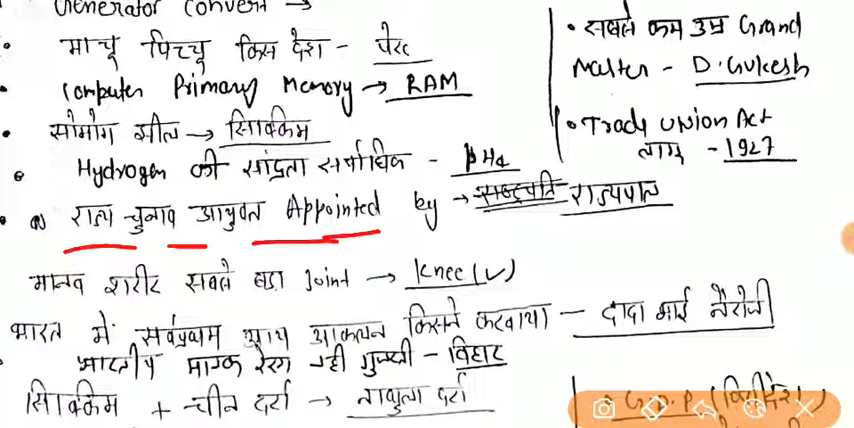 Generator Convert →
• माचू पिच्चू किस देश - पेरू
• Computer Primary Memory → RAM
• सोमोगो झील → सिक्किम
• Hydrogen की सांद्रता सर्वाधिक -
• राज्य चुनाव आयुक्त Appointed by → राष्ट्रपति राज्यपाल
मानव शरीर सबसे बडा Joint → Knee (✓)
भारत में सर्वप्रथम आय आकलन किसने करवाया - दादा भाई नैरोजी
भारतीय मानक रेखा नही गुजरती - बिहार
सिक्किम + चीन दर्रा → नाथुला दर्रा
• सबसे कम उम्र Grand
Master - D. Gukesh
• Trade Union Act
लागू - 1927
• G.D.P